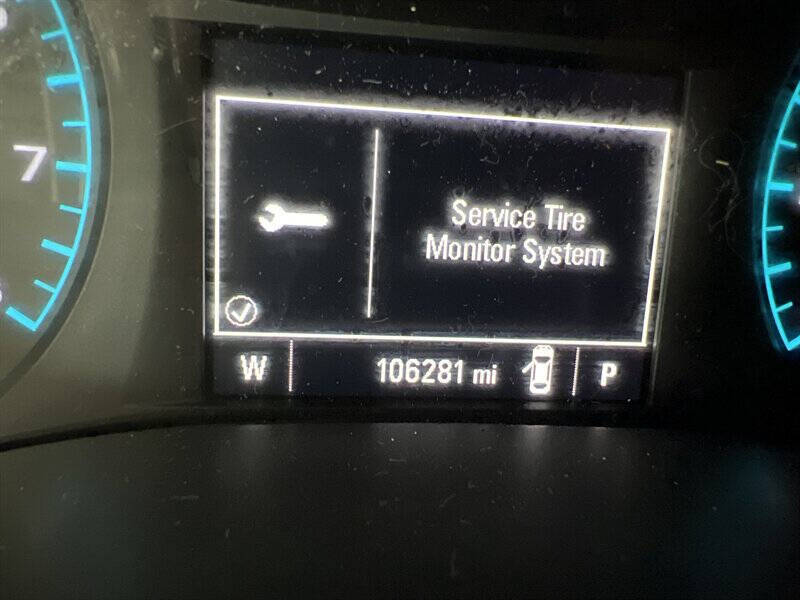 7
Service Tire
Monitor System
W 106281 mi P